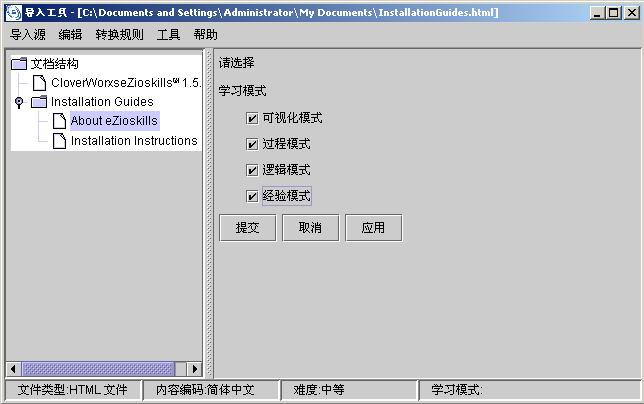 导入工具 - [C:\Documents and Settings\Administrator\My Documents\InstallationGuides.html]
导入源 编辑 转换规则 工具 帮助
文档结构
CloverWorxseZioskills℠ 1.5.
Installation Guides
About eZioskills
Installation Instructions
请选择
学习模式
可视化模式
过程模式
逻辑模式
经验模式
提交 取消 应用
文件类型:HTML 文件 内容编码:简体中文 难度:中等 学习模式: